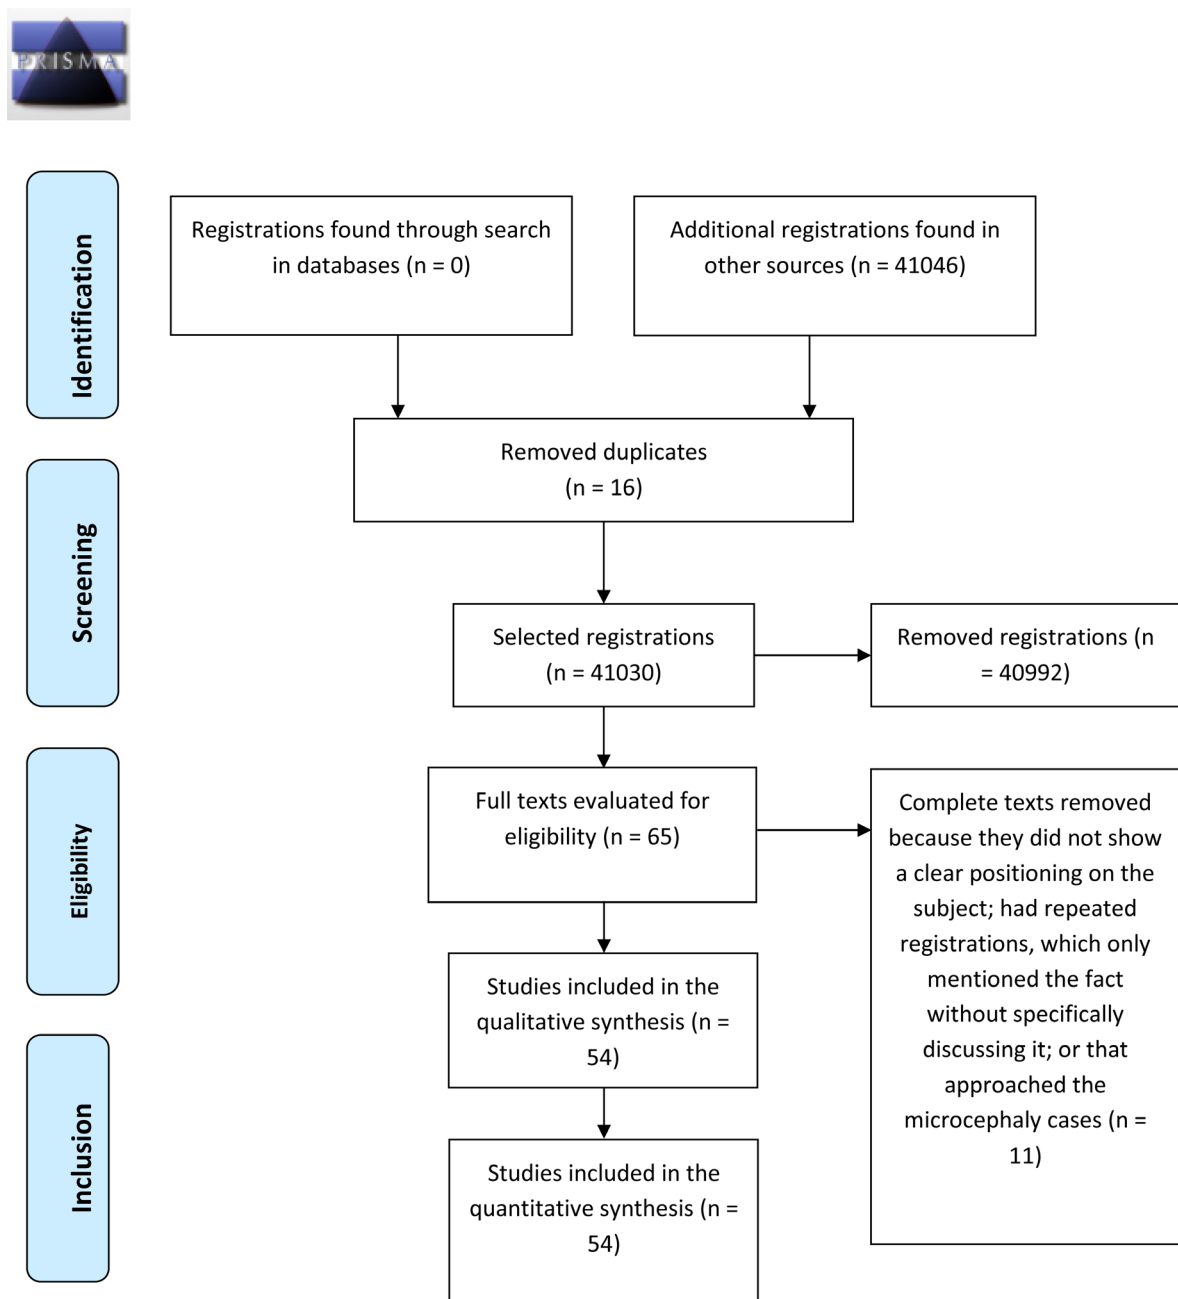 PRISMA
Identification
Registrations found through search
in databases (n = 0)
Additional registrations found in
other sources (n = 41046)
Removed duplicates
(n = 16)
Screening
Selected registrations
(n = 41030)
Removed registrations (n
= 40992)
Eligibility
Full texts evaluated for
eligibility (n = 65)
Complete texts removed
because they did not show
a clear positioning on the
subject; had repeated
registrations, which only
mentioned the fact
without specifically
discussing it; or that
approached the
microcephaly cases (n =
11)
Studies included in the
qualitative synthesis (n =
54)
Inclusion
Studies included in the
quantitative synthesis (n =
54)